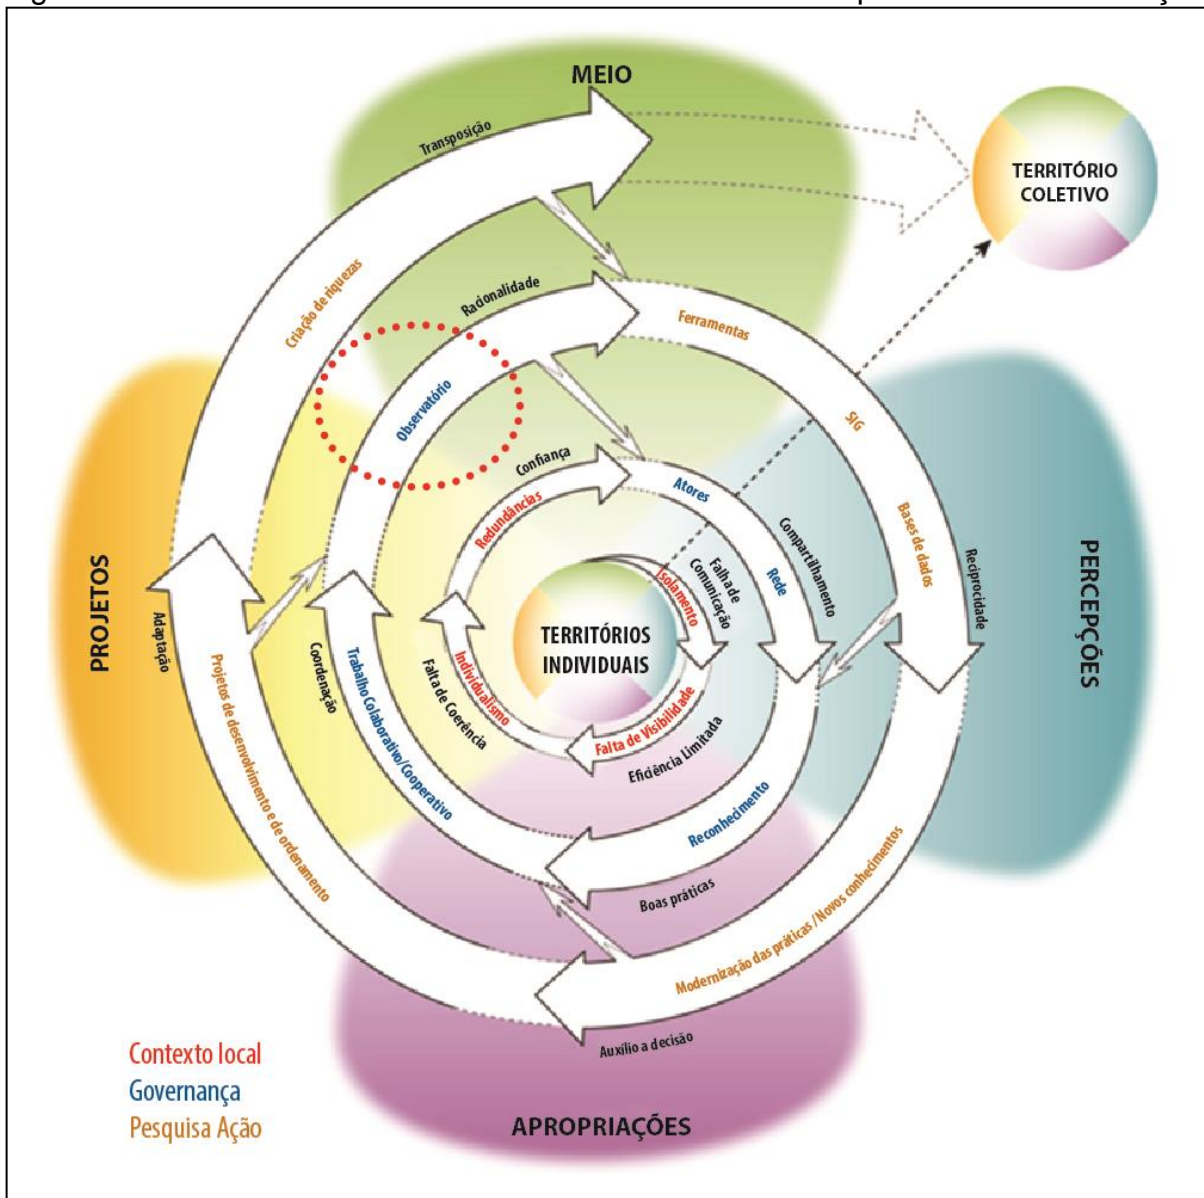 MEIO
Transposição
TERRITÓRIO
COLETIVO
Criação de riquezas
Racionalidade
Ferramentas
Observatório
SIG
Confiança
Redundâncias
Atores
Bases de dados
Compartilhamento
Reciprocidade
Falha de
Comunicação
Rede
Isolamento
PROJETOS
PERCEPÇÕES
TERRITÓRIOS
INDIVIDUAIS
Adaptação
Projetos de desenvolvimento e de ordenamento
Coordenação
Trabalho Colaborativo/Cooperativo
Falta de Coerência
Individualismo
Falta de Visibilidade
Eficiência Limitada
Reconhecimento
Boas práticas
Modernização das práticas / Novos conhecimentos
Auxílio a decisão
Contexto local
Governança
Pesquisa Ação
APROPRIAÇÕES